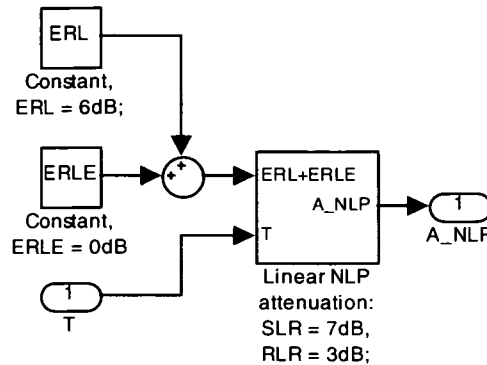 ERL
Constant,
ERL = 6dB;
ERLE
Constant,
ERLE = 0dB
+
+
1
T
ERL+ERLE
A_NLP
T
Linear NLP
attenuation:
SLR = 7dB,
RLR = 3dB;
1
A_NLP